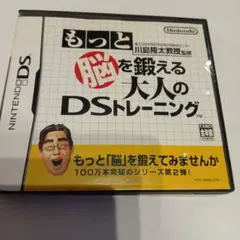 Nintendo
NINTENDO DS
川島隆太教授監修
もっと
脳を鍛える
大人の
DSトレーニング
TM
もっと「脳」を鍛えてみませんか
100万本突破のシリーズ第2弾!